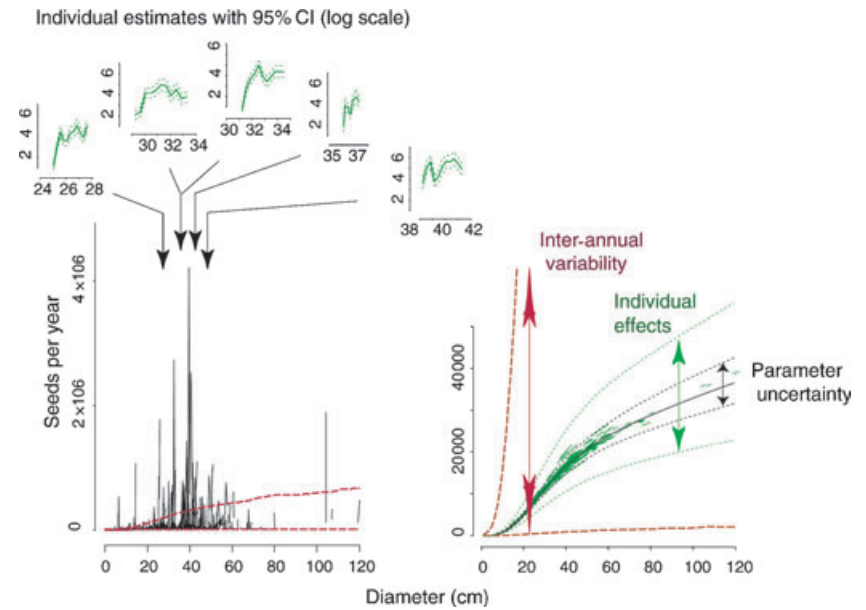 Individual estimates with 95% CI (log scale)
6
4
2
30 32 34
6
4
2
30 32 34
6
4
2
24 26 28
6
4
2
35 37
6
4
2
38 40 42
4 ×106
2 ×106
0
Seeds per year
0 20 40 60 80 100 120
Inter-annual
variability
Individual
effects
Parameter
uncertainty
40000
20000
0
0 20 40 60 80 100 120
Diameter (cm)